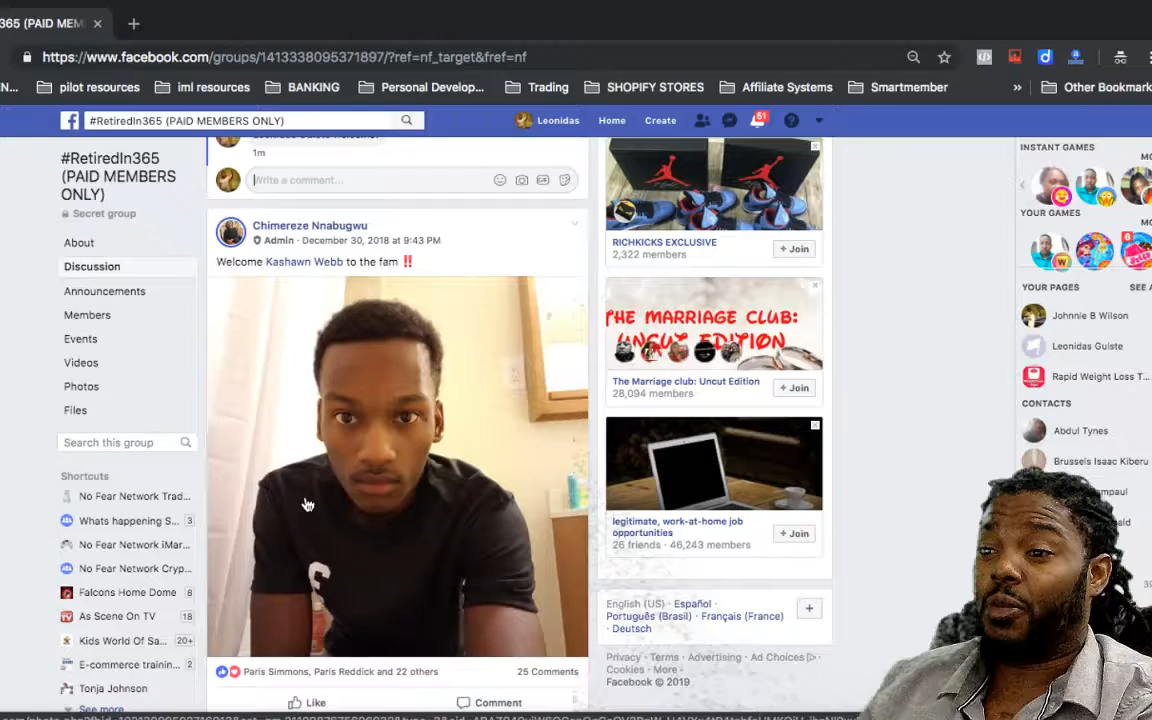 365 (PAID MEM
https://www.facebook.com/groups/1413338095371897/?ref=nf_target&fref=nf
N...
pilot resources
iml resources
BANKING
Personal Develop...
Trading
SHOPIFY STORES
Affiliate Systems
Smartmember
»
Other Bookmark
#RetiredIn365 (PAID MEMBERS ONLY)
Leonidas
Home
Create
51
#RetiredIn365
(PAID MEMBERS
ONLY)
Secret group
About
Discussion
Announcements
Members
Events
Videos
Photos
Files
Search this group
Shortcuts
No Fear Network Trad...
Whats happening S... 3
No Fear Network iMar...
No Fear Network Cryp...
Falcons Home Dome 8
As Scene On TV 18
Kids World Of Sa... 20+
E-commerce trainin... 2
Tonja Johnson
See more
1m
Write a comment...
Chimereze Nnabugwu
Admin · December 30, 2018 at 9:43 PM
Welcome Kashawn Webb to the fam ‼️
Paris Simmons, Paris Reddick and 22 others
25 Comments
Like
Comment
RICHKICKS EXCLUSIVE
2,322 members
+ Join
THE MARRIAGE CLUB:
UNCUT EDITION
The Marriage club: Uncut Edition
28,094 members
+ Join
legitimate, work-at-home job
opportunities
26 friends · 46,243 members
+ Join
English (US) · Español ·
Português (Brasil) · Français (France)
· Deutsch
Privacy · Terms · Advertising · Ad Choices ·
Cookies · More
Facebook © 2019
INSTANT GAMES
MO
YOUR GAMES
MO
6
YOUR PAGES
SEE A
Johnnie B Wilson
Leonidas Guiste
Rapid Weight Loss T...
CONTACTS
Abdul Tynes
Brussels Isaac Kiberu